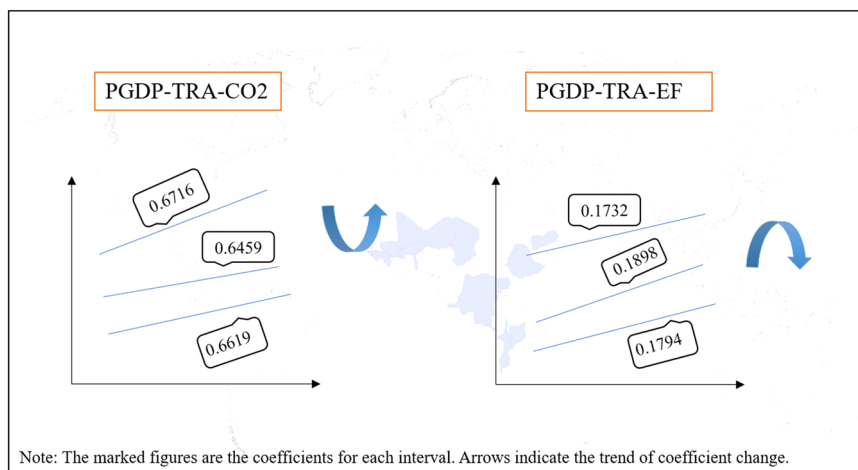 PGDP-TRA-CO2
PGDP-TRA-EF
0.6716
0.6459
0.6619
0.1732
0.1898
0.1794
Note: The marked figures are the coefficients for each interval. Arrows indicate the trend of coefficient change.